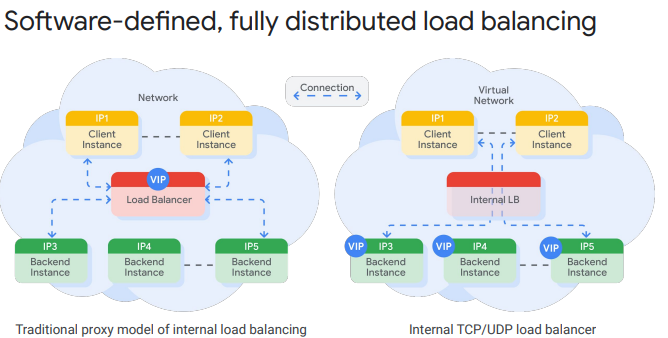 Software-defined, fully distributed load balancing
Network
Connection
Virtual
Network
IP1
Client
Instance
IP2
Client
Instance
VIP
Load Balancer
IP3
Backend
Instance
IP4
Backend
Instance
IP5
Backend
Instance
IP1
Client
Instance
IP2
Client
Instance
Internal LB
VIP
IP3
Backend
Instance
VIP
IP4
Backend
Instance
VIP
IP5
Backend
Instance
Traditional proxy model of internal load balancing
Internal TCP/UDP load balancer